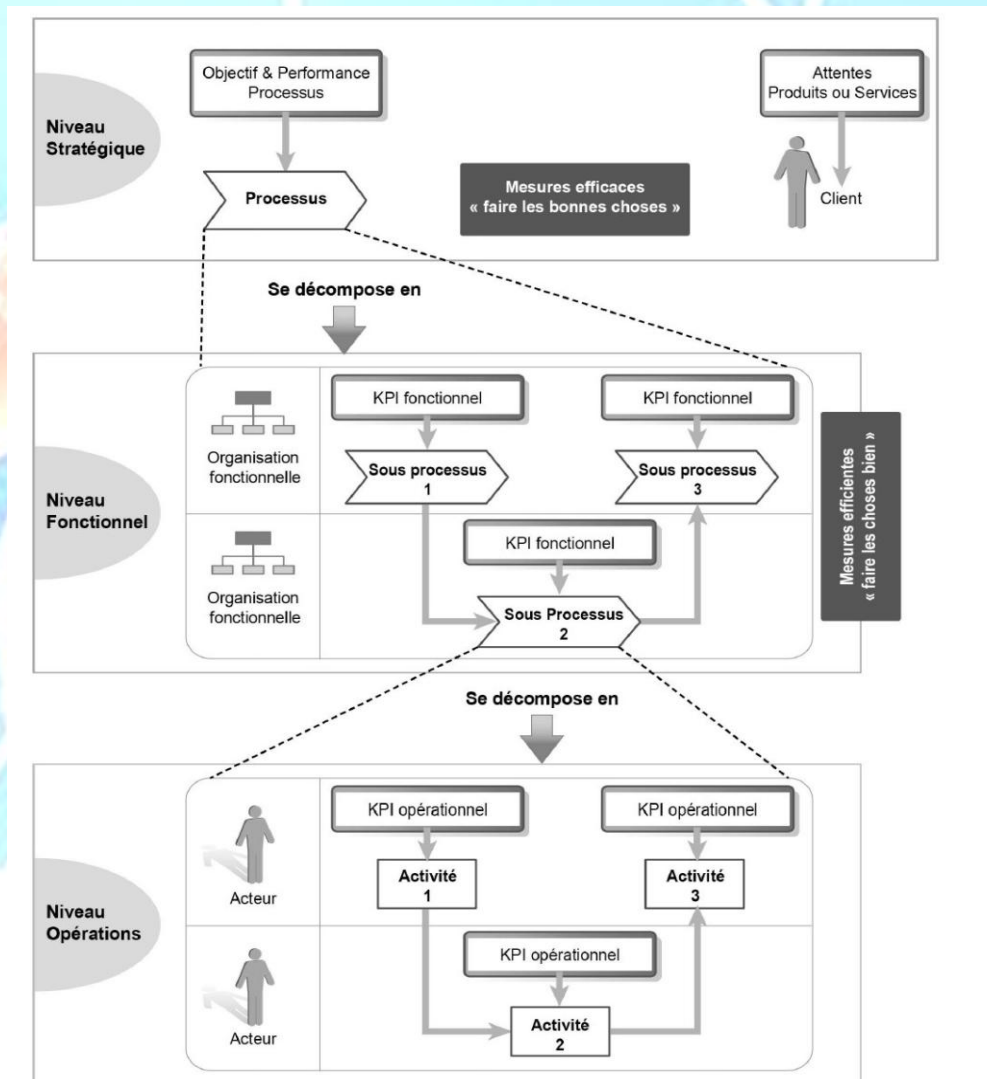 Objectif & Performance
Processus
Attentes
Produits ou Services
Niveau
Stratégique
Processus
Mesures efficaces
« faire les bonnes choses »
Client
Se décompose en
KPI fonctionnel
KPI fonctionnel
Organisation
fonctionnelle
Sous processus
1
Sous processus
3
Niveau
Fonctionnel
Mesures efficientes
« faire les choses bien »
KPI fonctionnel
Organisation
fonctionnelle
Sous Processus
2
Se décompose en
KPI opérationnel
KPI opérationnel
Acteur
Activité
1
Activité
3
Niveau
Opérations
KPI opérationnel
Acteur
Activité
2